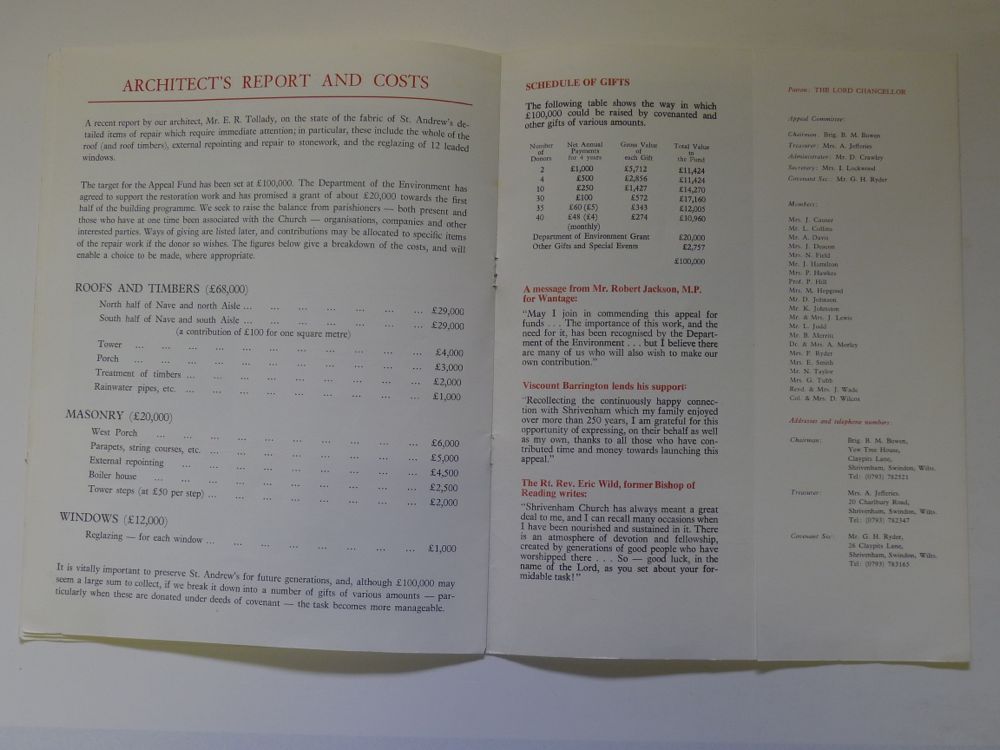 ARCHITECT'S REPORT AND COSTS
A recent report by our architect, Mr. E. R. Tollady, on the state of the fabric of St. Andrew's de-
tailed items of repair which require immediate attention; in particular, these include the whole of the
roof (and roof timbers), external repointing and repair to stonework, and the reglazing of 12 leaded
windows.
The target for the Appeal Fund has been set at £100,000. The Department of the Environment has
agreed to support the restoration work and has promised a grant of about £20,000 towards the first
half of the building programme. We seek to raise the balance from parishioners — both present and
those who have at one time been associated with the Church — organisations, companies and other
interested parties. Ways of giving are listed later, and contributions may be allocated to specific items
of the repair work if the donor so wishes. The figures below give a breakdown of the costs, and will
enable a choice to be made, where appropriate.
ROOFS AND TIMBERS (£68,000)
North half of Nave and north Aisle ... ... ... ... ... ... £29,000
South half of Nave and south Aisle ... ... ... ... ... ... £29,000
(a contribution of £100 for one square metre)
Tower ... ... ... ... ... ... ... ... ... £4,000
Porch ... ... ... ... ... ... ... ... ... £3,000
Treatment of timbers ... ... ... ... ... ... ... £2,000
Rainwater pipes, etc. ... ... ... ... ... ... ... £1,000
MASONRY (£20,000)
West Porch ... ... ... ... ... ... ... ... £6,000
Parapets, string courses, etc. ... ... ... ... ... ... £5,000
External repointing ... ... ... ... ... ... ... £4,500
Boiler house ... ... ... ... ... ... ... ... £2,500
Tower steps (at £50 per step) ... ... ... ... ... ... £2,000
WINDOWS (£12,000)
Reglazing — for each window ... ... ... ... ... ... £1,000
It is vitally important to preserve St. Andrew's for future generations, and, although £100,000 may
seem a large sum to collect, if we break it down into a number of gifts of various amounts — par-
ticularly when these are donated under deeds of covenant — the task becomes more manageable.
SCHEDULE OF GIFTS
The following table shows the way in which
£100,000 could be raised by covenanted and
other gifts of various amounts.
Number of Donors Net Annual Payments for 4 years Gross Value of each Gift Total Value to the Fund
2 £1,000 £5,712 £11,424
4 £500 £2,856 £11,424
10 £250 £1,427 £14,270
30 £100 £572 £17,160
35 £60 (£5) £343 £12,005
40 £48 (£4) £274 £10,960
(monthly)
Department of Environment Grant £20,000
Other Gifts and Special Events £2,757
£100,000
A message from Mr. Robert Jackson, M.P.
for Wantage:
"May I join in commending this appeal for
funds . . . The importance of this work, and the
need for it, has been recognised by the Depart-
ment of the Environment . . . but I believe there
are many of us who will also wish to make our
own contribution."
Viscount Barrington lends his support:
"Recollecting the continuously happy connec-
tion with Shrivenham which my family enjoyed
over more than 250 years, I am grateful for this
opportunity of expressing, on their behalf as well
as my own, thanks to all those who have con-
tributed time and money towards launching this
appeal."
The Rt. Rev. Eric Wild, former Bishop of
Reading writes:
"Shrivenham Church has always meant a great
deal to me, and I can recall many occasions when
I have been nourished and sustained in it. There
is an atmosphere of devotion and fellowship,
created by generations of good people who have
worshipped there . . . So — good luck, in the
name of the Lord, as you set about your for-
midable task!"
Patron: THE LORD CHANCELLOR
Appeal Committee:
Chairman: Brig. B. M. Bowen
Treasurer: Mrs. A. Jefferies
Administrator: Mr. D. Crawley
Secretary: Mrs. I. Lockwood
Covenant Sec: Mr. G. H. Ryder
Members:
Mrs. J. Causer
Mr. L. Collins
Mr. A. Davis
Mrs. J. Deacon
Mrs. N. Field
Mr. J. Hamilton
Mrs. P. Hawkes
Prof. P. Hill
Mrs. M. Hepgood
Mr. D. Johnson
Mr. K. Johnston
Mr. & Mrs. J. Lewis
Mr. L. Judd
Mr. B. Merritt
Dr. & Mrs. A. Morley
Mrs. P. Ryder
Mrs. E. Smith
Mr. N. Taylor
Mrs. G. Tubb
Revd. & Mrs. J. Wade
Col. & Mrs. D. Wilcox
Addresses and telephone numbers:
Chairman: Brig. B. M. Bowen,
Yew Tree House,
Claypits Lane,
Shrivenham, Swindon, Wilts.
Tel: (0793) 782521
Treasurer: Mrs. A. Jefferies,
20 Charlbury Road,
Shrivenham, Swindon, Wilts.
Tel: (0793) 782347
Covenant Sec: Mr. G. H. Ryder,
26 Claypits Lane,
Shrivenham, Swindon, Wilts.
Tel: (0793) 783165